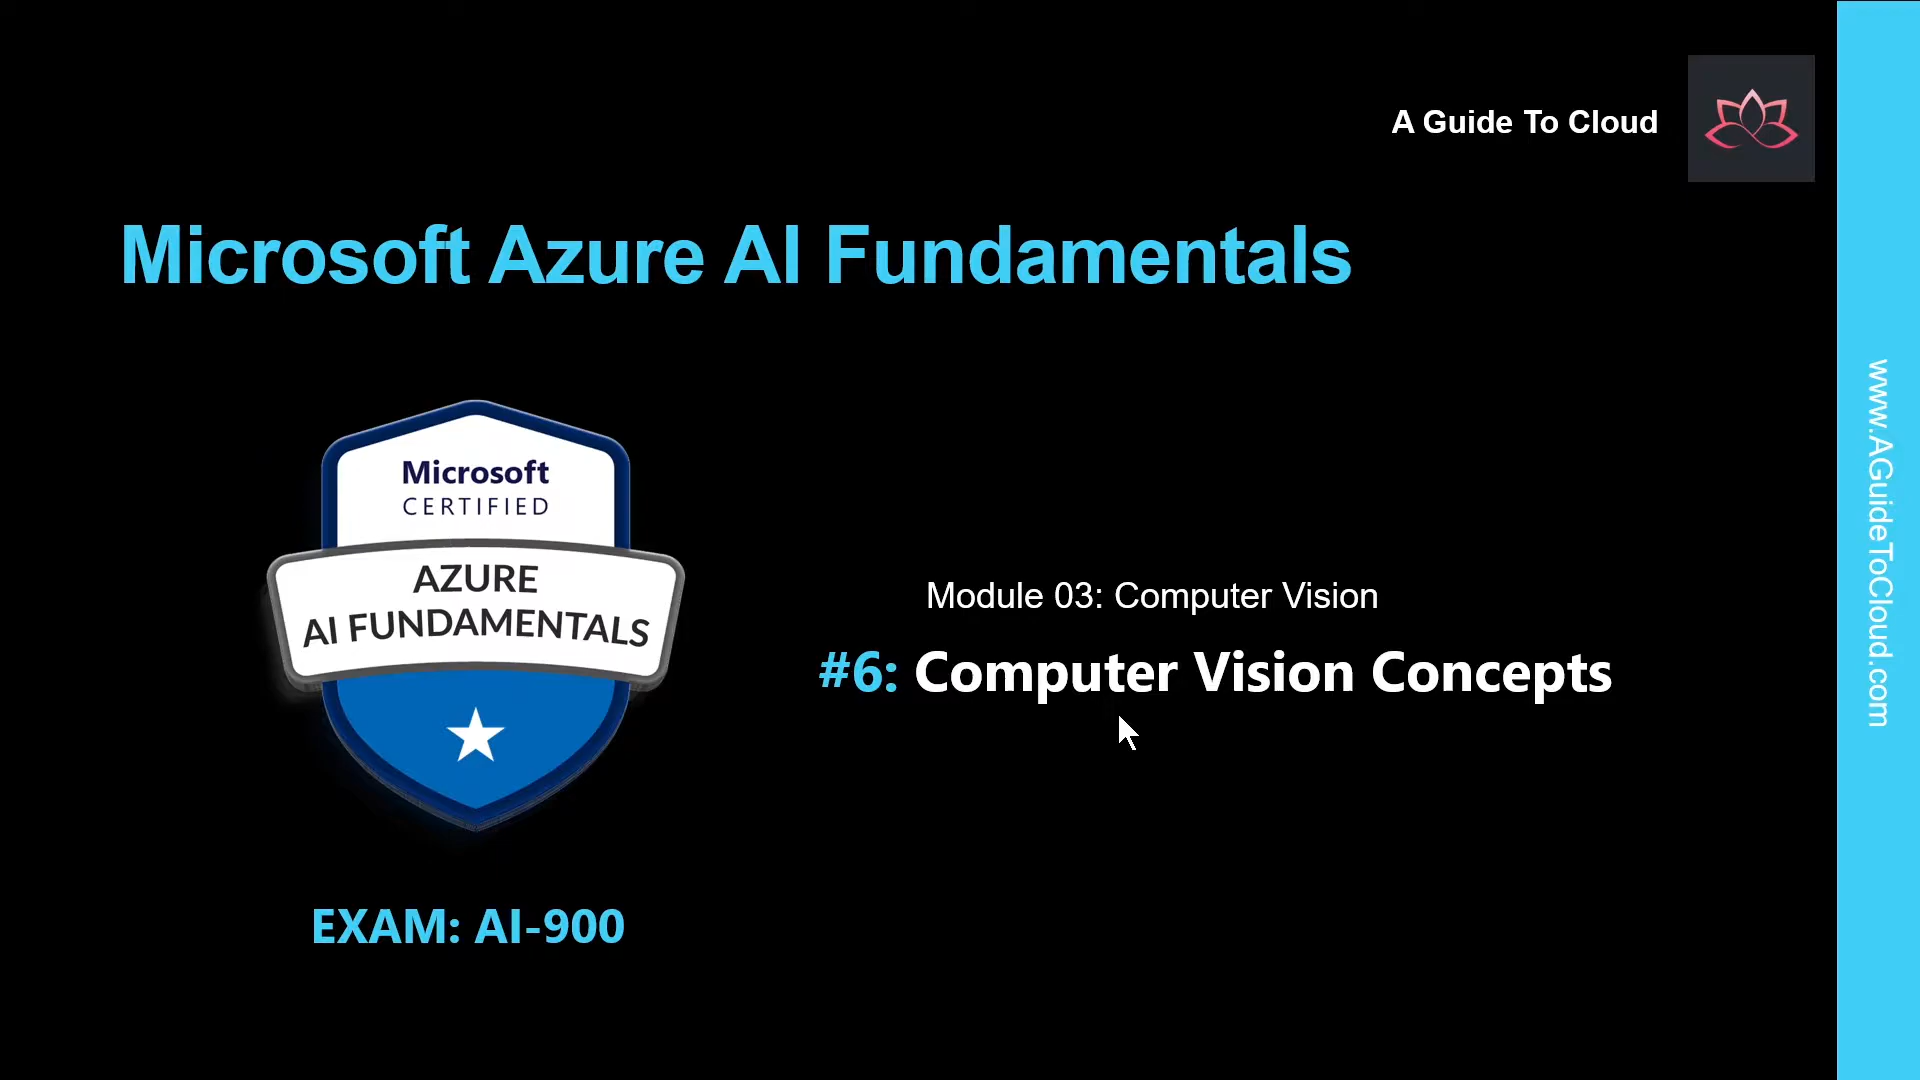 A Guide To Cloud
Microsoft Azure AI Fundamentals
Microsoft
CERTIFIED
AZURE
AI FUNDAMENTALS
EXAM: AI-900
Module 03: Computer Vision
#6: Computer Vision Concepts
www.AGuideToCloud.com